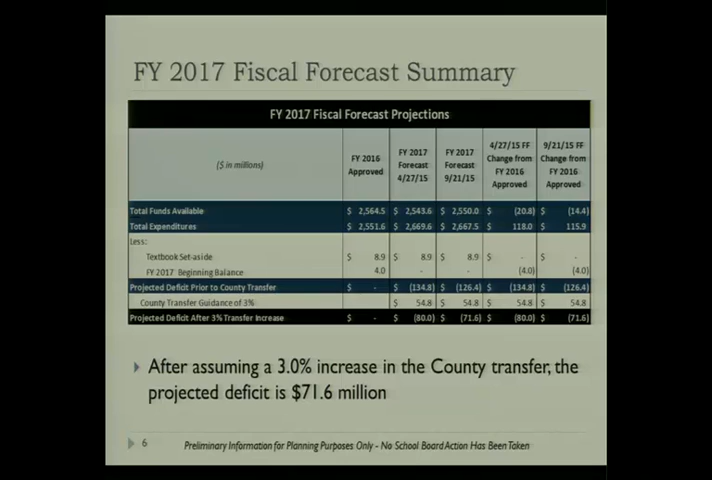 FY 2017 Fiscal Forecast Summary
FY 2017 Fiscal Forecast Projections
($ in millions) FY 2016 Approved FY 2017 Forecast 4/27/15 FY 2017 Forecast 9/21/15 4/27/15 FF Change from FY 2016 Approved 9/21/15 FF Change from FY 2016 Approved
Total Funds Available $ 2,564.5 $ 2,543.6 $ 2,550.0 $ (20.8) $ (14.4)
Total Expenditures $ 2,551.6 $ 2,669.6 $ 2,667.5 $ 118.0 $ 115.9
Less:
Textbook Set-aside $ 8.9 $ 8.9 $ 8.9 $ - $ -
FY 2017 Beginning Balance 4.0 - - (4.0) (4.0)
Projected Deficit Prior to County Transfer $ - $ (134.8) $ (126.4) $ (134.8) $ (126.4)
County Transfer Guidance of 3% $ 54.8 $ 54.8 $ 54.8 $ 54.8
Projected Deficit After 3% Transfer Increase $ - $ (80.0) $ (71.6) $ (80.0) $ (71.6)
After assuming a 3.0% increase in the County transfer, the
projected deficit is $71.6 million
6 Preliminary Information for Planning Purposes Only - No School Board Action Has Been Taken